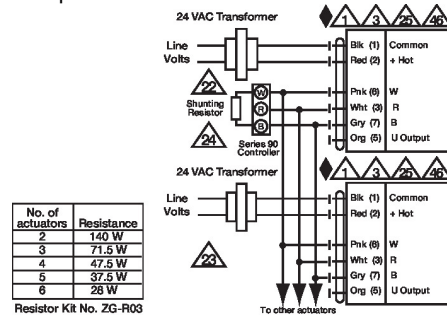 24 VAC Transformer
1 3 25 46
Line
Volts
Blk (1) Common
Red (2) + Hot
22
Shunting
Resistor
24
W
R
B
Series 90
Controller
Pnk (6) W
Wht (3) R
Gry (7) B
Org (5) U Output
24 VAC Transformer
1 3 25 46
Line
Volts
Blk (1) Common
Red (2) + Hot
23
Pnk (6) W
Wht (3) R
Gry (7) B
Org (5) U Output
To other actuators
No. of
actuators Resistance
2 140 W
3 71.5 W
4 47.5 W
5 37.5 W
6 28 W
Resistor Kit No. ZG-R03